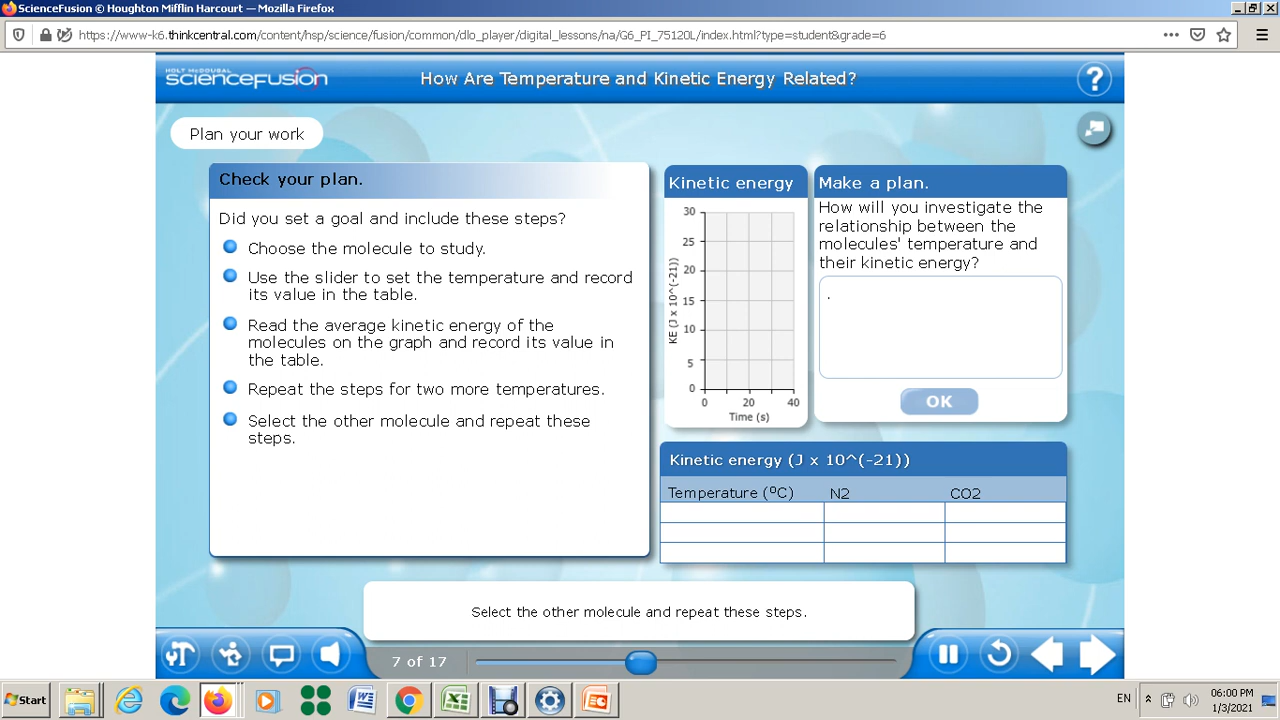 ScienceFusion © Houghton Mifflin Harcourt — Mozilla Firefox
https://www-k6.thinkcentral.com/content/hsp/science/fusion/common/dlo_player/digital_lessons/na/G6_PI_75120L/index.html?type=student&grade=6
HOLT McDOUGAL
SCIENCEFUSION
How Are Temperature and Kinetic Energy Related?
?
Plan your work
Check your plan.
Did you set a goal and include these steps?
Choose the molecule to study.
Use the slider to set the temperature and record
its value in the table.
Read the average kinetic energy of the
molecules on the graph and record its value in
the table.
Repeat the steps for two more temperatures.
Select the other molecule and repeat these
steps.
Kinetic energy
30
25
20
15
10
5
0
KE (J x 10^(-21))
0 20 40
Time (s)
Make a plan.
How will you investigate the
relationship between the
molecules' temperature and
their kinetic energy?
.
OK
Kinetic energy (J x 10^(-21))
Temperature (ºC) N2 CO2
Select the other molecule and repeat these steps.
7 of 17
Start
EN
06:00 PM
1/3/2021